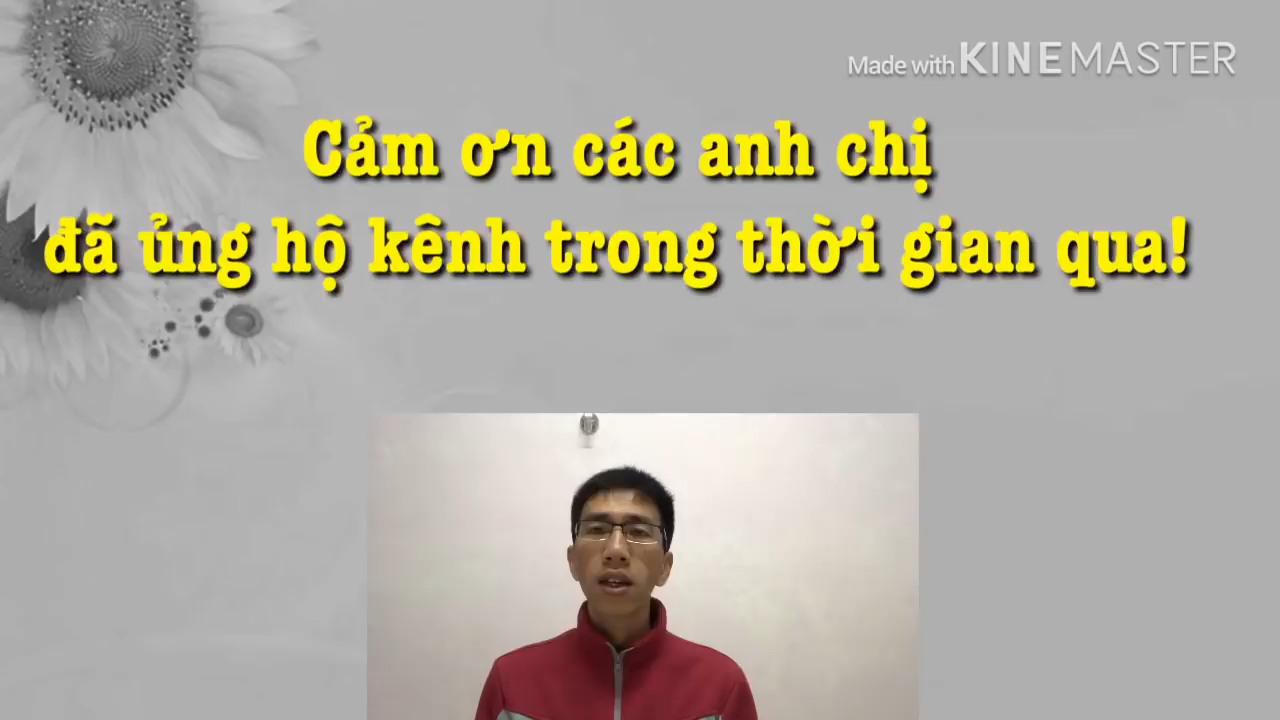 Made with KINEMASTER
Cảm ơn các anh chị
đã ủng hộ kênh trong thời gian qua!